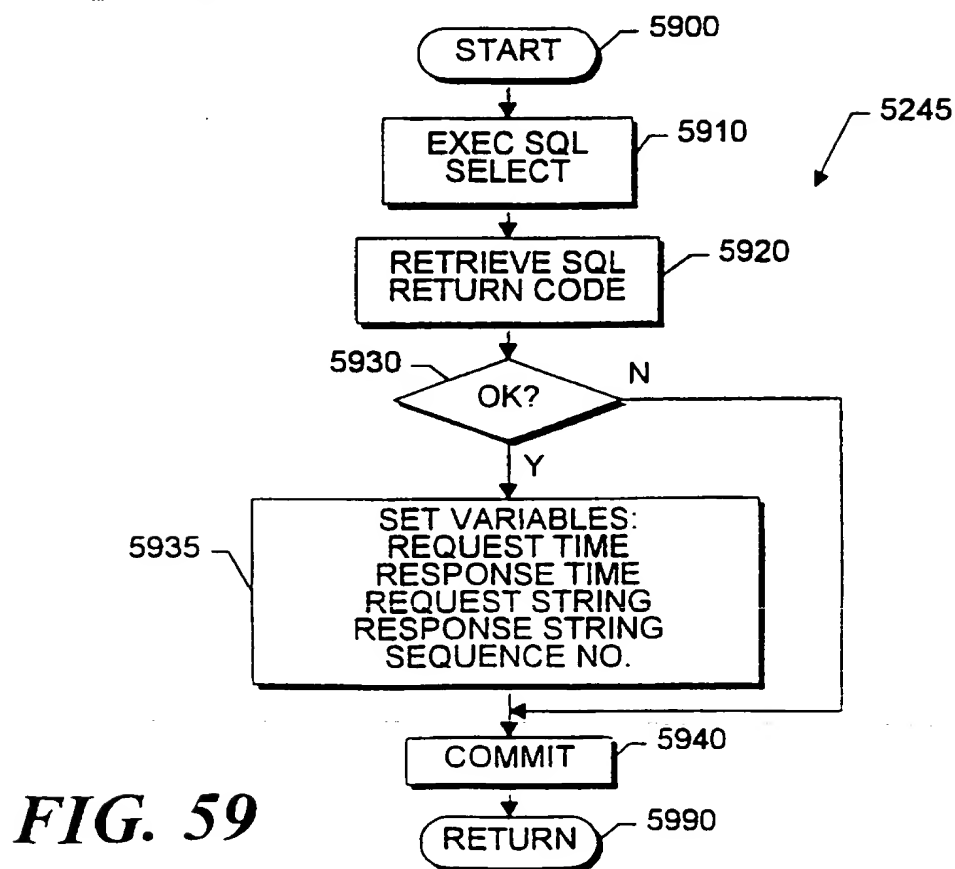 START
5900
5245
EXEC SQL
SELECT
5910
RETRIEVE SQL
RETURN CODE
5920
5930
OK?
N
Y
5935
SET VARIABLES:
REQUEST TIME
RESPONSE TIME
REQUEST STRING
RESPONSE STRING
SEQUENCE NO.
COMMIT
5940
RETURN
5990
FIG. 59